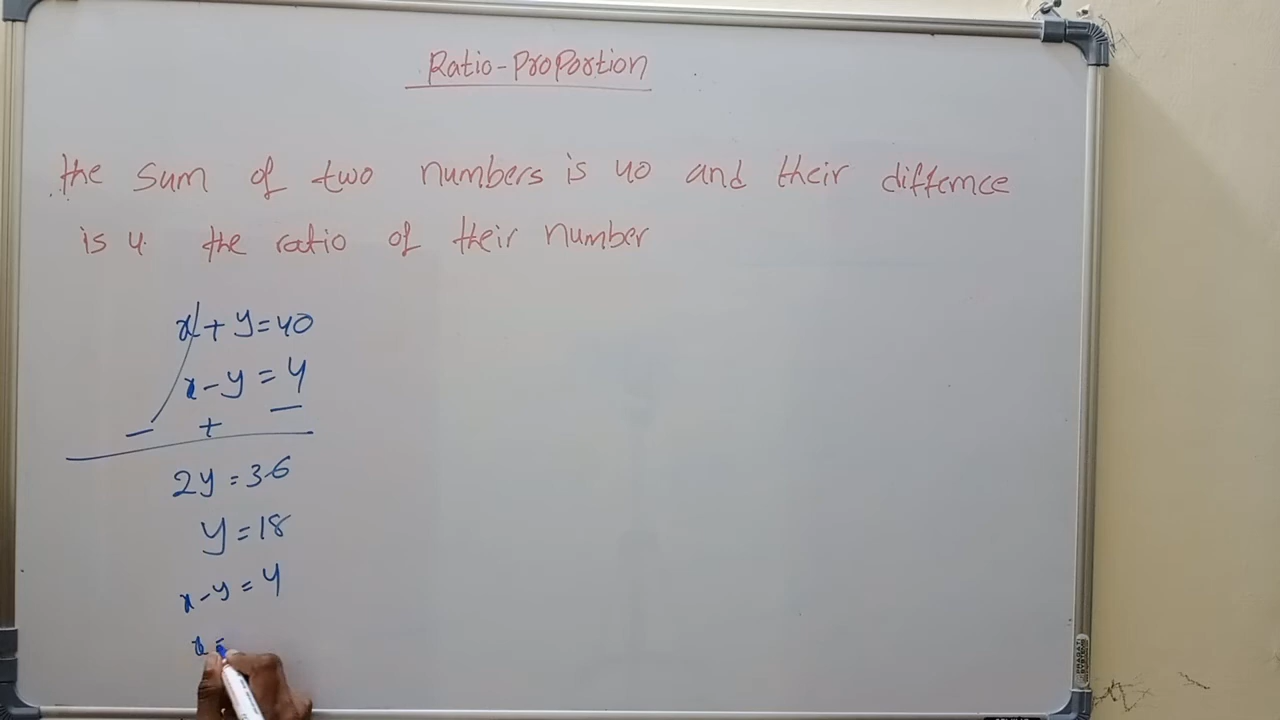 Ratio-Proportion
the sum of two numbers is 40 and their differnce
is 4. the ratio of their number
x + y = 40
x - y = 4
- + -
2y = 36
y = 18
x - y = 4
x =